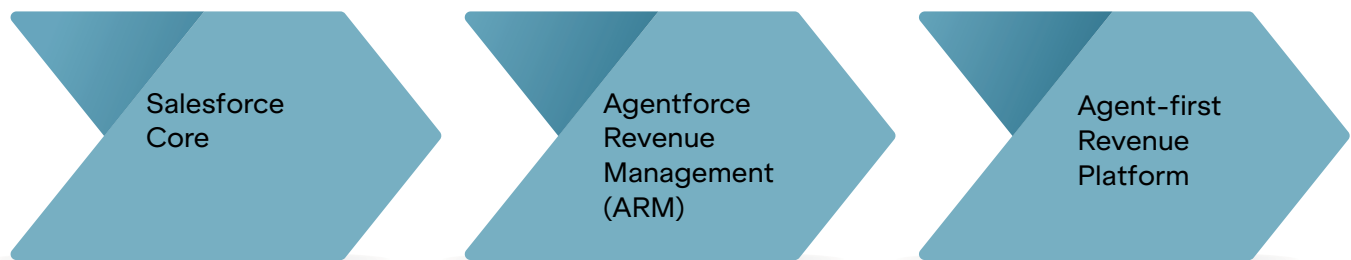 Salesforce
Core
Agentforce
Revenue
Management
(ARM)
Agent-first
Revenue
Platform